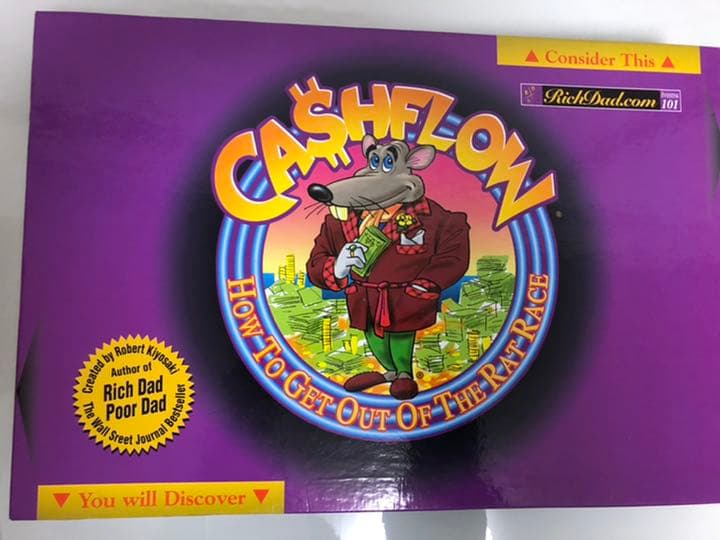 ▲ Consider This ▲
RichDad.com
101
CA$HFLOW
HOW TO GET OUT OF THE RAT RACE
Created by Robert Kiyosaki
Author of
Rich Dad
Poor Dad
The Wall Sreet Journal Bestseller
▼ You will Discover ▼